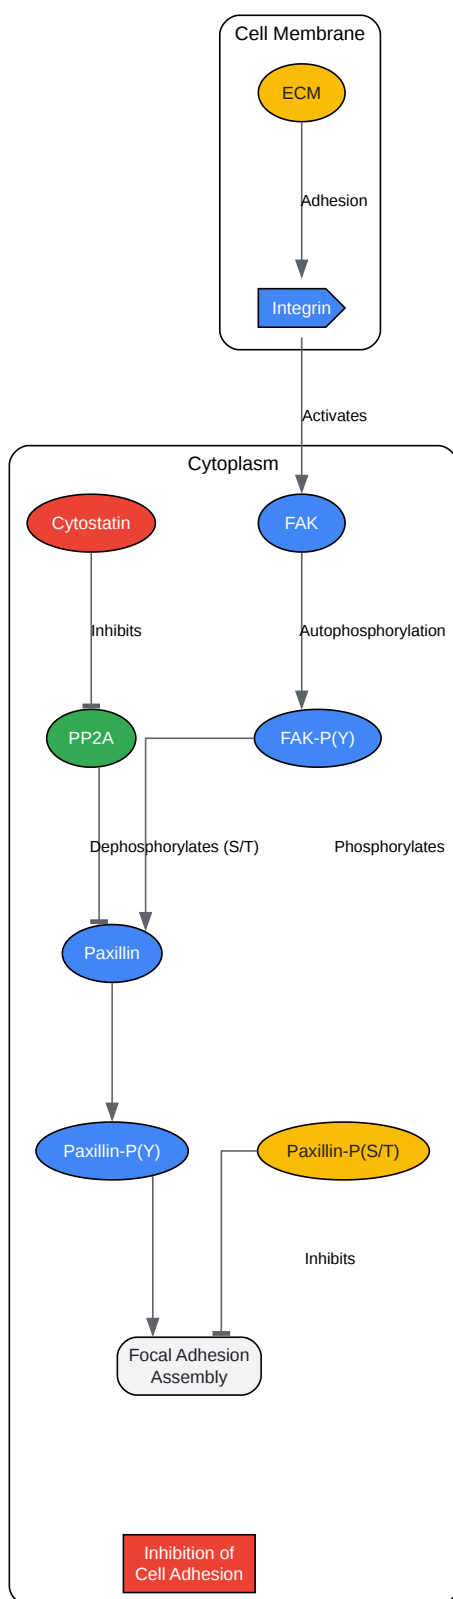 Cell Membrane
ECM
Adhesion
Integrin
Activates
Cytoplasm
Cytostatin
FAK
Inhibits
Autophosphorylation
PP2A
FAK-P(Y)
Dephosphorylates (S/T)
Phosphorylates
Paxillin
Paxillin-P(Y)
Paxillin-P(S/T)
Inhibits
Focal Adhesion
Assembly
Inhibition of
Cell Adhesion